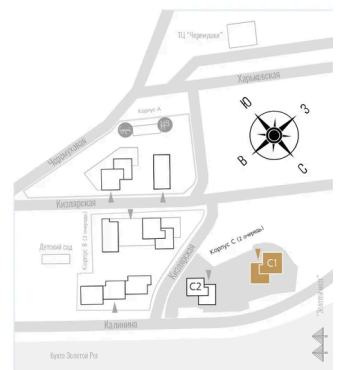 ТЦ "Черемушки"
Харьковская
Корпус А
Черемуховая
Ю
З
В
С
Кизлярская
Корпус В (3 очередь)
Детский сад
Кизлярская
Корпус С (2 очередь)
С1
С2
Калинина
Бухта Золотой Рог